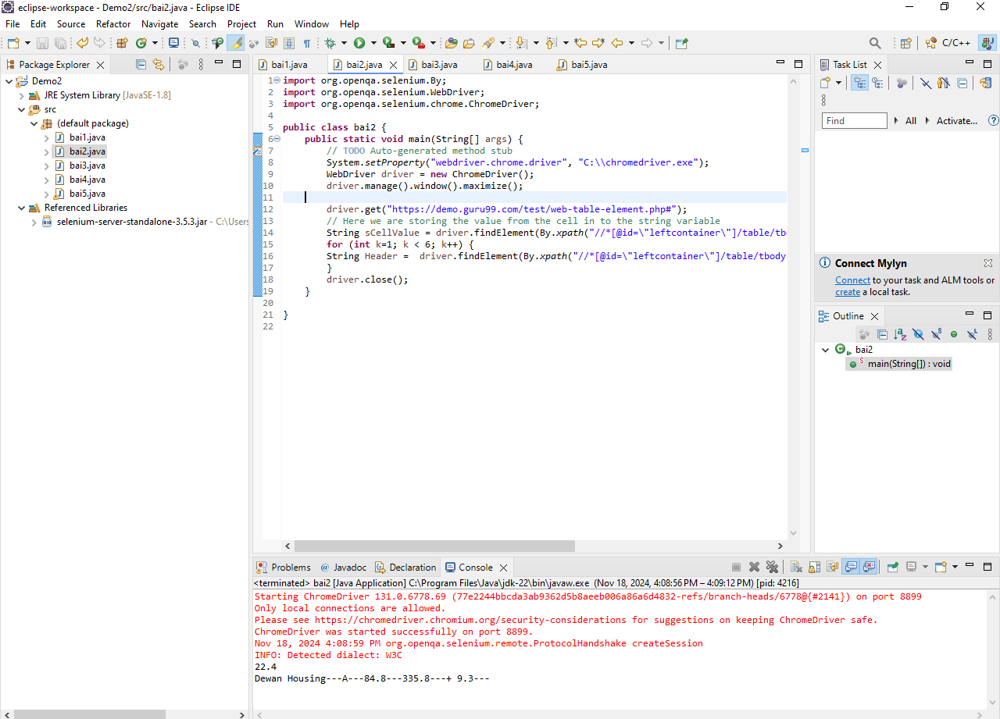 eclipse-workspace - Demo2/src/bai2.java - Eclipse IDE
File Edit Source Refactor Navigate Search Project Run Window Help
C/C++
Package Explorer
Demo2
JRE System Library [JavaSE-1.8]
src
(default package)
bai1.java
bai2.java
bai3.java
bai4.java
bai5.java
Referenced Libraries
selenium-server-standalone-3.5.3.jar - C:\Users
bai1.java bai2.java bai3.java bai4.java bai5.java
1 import org.openqa.selenium.By;
2 import org.openqa.selenium.WebDriver;
3 import org.openqa.selenium.chrome.ChromeDriver;
4
5 public class bai2 {
6 public static void main(String[] args) {
7 // TODO Auto-generated method stub
8 System.setProperty("webdriver.chrome.driver", "C:\\chromedriver.exe");
9 WebDriver driver = new ChromeDriver();
10 driver.manage().window().maximize();
11
12 driver.get("https://demo.guru99.com/test/web-table-element.php#");
13 // Here we are storing the value from the cell in to the string variable
14 String sCellValue = driver.findElement(By.xpath("//*[@id=\"leftcontainer\"]/table/tb
15 for (int k=1; k < 6; k++) {
16 String Header =  driver.findElement(By.xpath("//*[@id=\"leftcontainer\"]/table/tbody
17 }
18 driver.close();
19 }
20
21 }
22
Task List
Find All Activate...
Connect Mylyn
Connect to your task and ALM tools or
create a local task.
Outline
bai2
main(String[]) : void
Problems @ Javadoc Declaration Console
<terminated> bai2 [Java Application] C:\Program Files\Java\jdk-22\bin\javaw.exe (Nov 18, 2024, 4:08:56 PM – 4:09:12 PM) [pid: 4216]
Starting ChromeDriver 131.0.6778.69 (77e2244bbcda3ab9362d5b8aeeb006a86a6d4832-refs/branch-heads/6778@{#2141}) on port 8899
Only local connections are allowed.
Please see https://chromedriver.chromium.org/security-considerations for suggestions on keeping ChromeDriver safe.
ChromeDriver was started successfully on port 8899.
Nov 18, 2024 4:08:59 PM org.openqa.selenium.remote.ProtocolHandshake createSession
INFO: Detected dialect: W3C
22.4
Dewan Housing---A---84.8---335.8---+ 9.3---